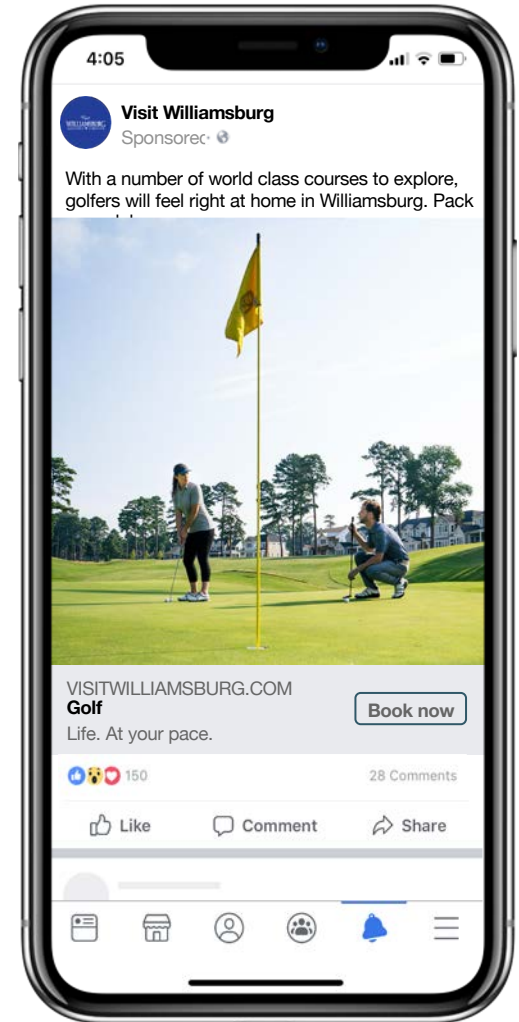 4:05
Visit Williamsburg
Sponsorec·
With a number of world class courses to explore,
golfers will feel right at home in Williamsburg. Pack
VISITWILLIAMSBURG.COM
Golf
Life. At your pace.
Book now
150
28 Comments
Like
Comment
Share